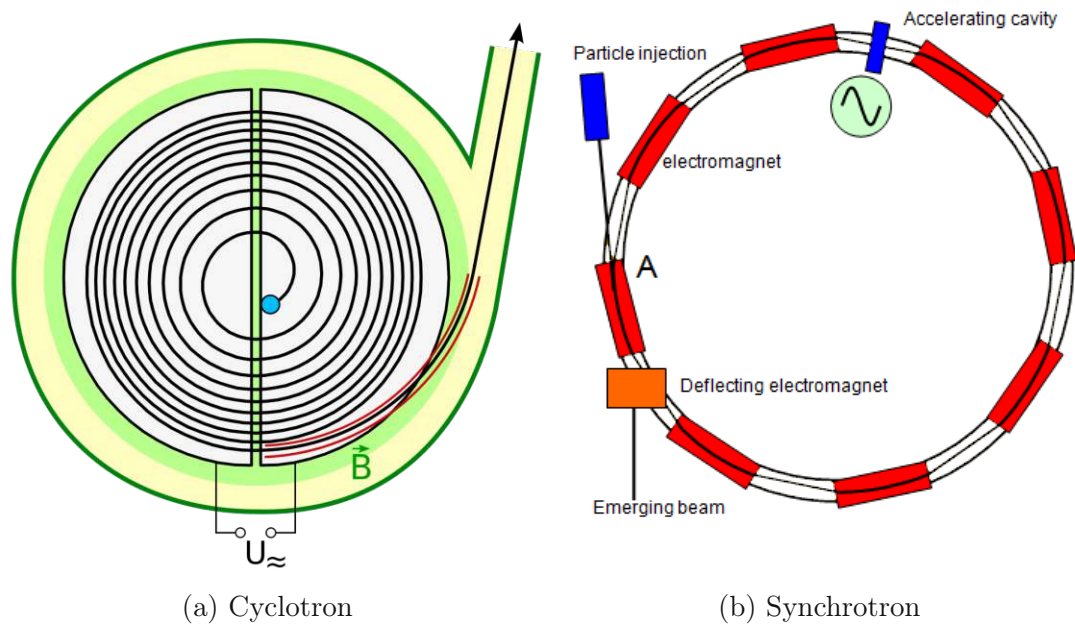 B
U≈
(a) Cyclotron
Accelerating cavity
Particle injection
electromagnet
A
Deflecting electromagnet
Emerging beam
(b) Synchrotron